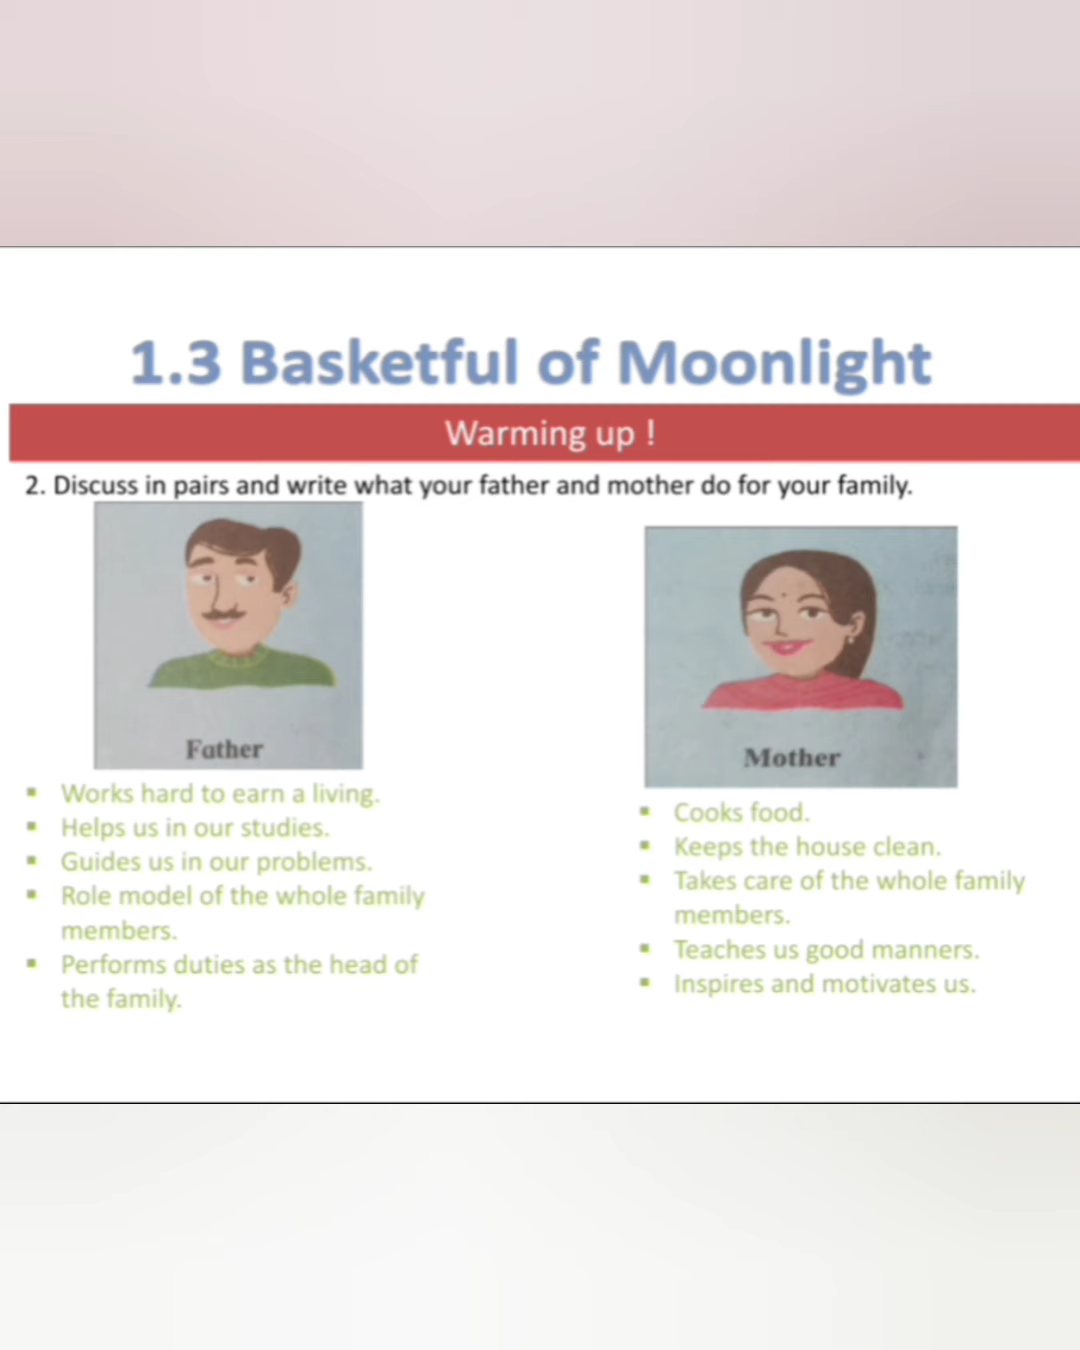 1.3 Basketful of Moonlight
Warming up !
2. Discuss in pairs and write what your father and mother do for your family.
Father
▪ Works hard to earn a living.
▪ Helps us in our studies.
▪ Guides us in our problems.
▪ Role model of the whole family
members.
▪ Performs duties as the head of
the family.
Mother
▪ Cooks food.
▪ Keeps the house clean.
▪ Takes care of the whole family
members.
▪ Teaches us good manners.
▪ Inspires and motivates us.